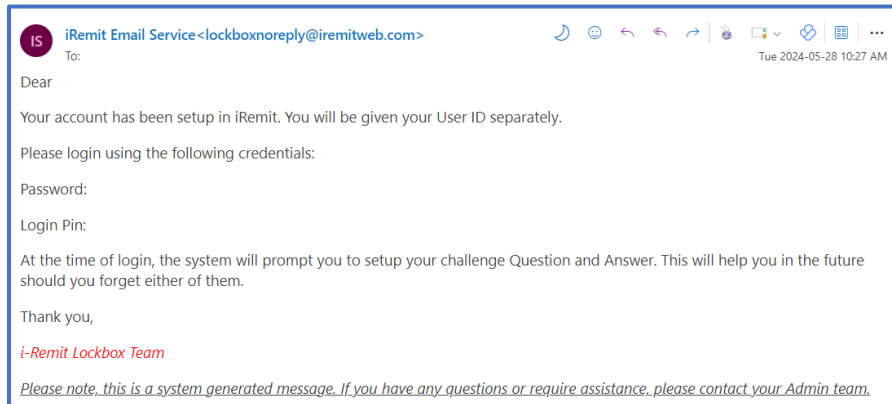 IS
iRemit Email Service<lockboxnoreply@iremitweb.com>
To:
Tue 2024-05-28 10:27 AM
Dear
Your account has been setup in iRemit. You will be given your User ID separately.
Please login using the following credentials:
Password:
Login Pin:
At the time of login, the system will prompt you to setup your challenge Question and Answer. This will help you in the future
should you forget either of them.
Thank you,
i-Remit Lockbox Team
Please note, this is a system generated message. If you have any questions or require assistance, please contact your Admin team.